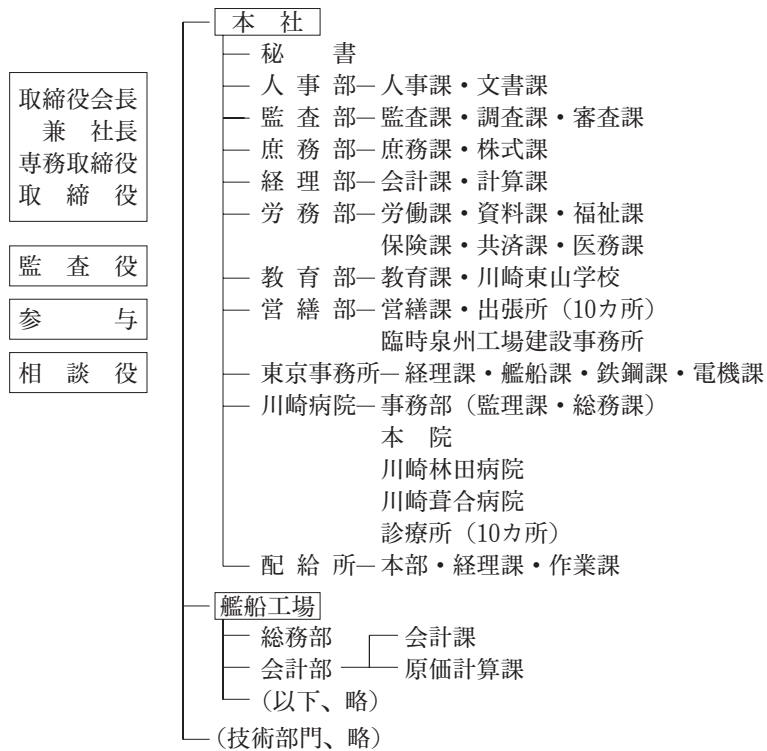 取締役会長
兼 社長
専務取締役
取締役
監査役
参与
相談役
本社
秘書
人事部―人事課・文書課
監査部―監査課・調査課・審査課
庶務部―庶務課・株式課
経理部―会計課・計算課
労務部―労働課・資料課・福祉課
保険課・共済課・医務課
教育部―教育課・川崎東山学校
営繕部―営繕課・出張所（10カ所）
臨時泉州工場建設事務所
東京事務所―経理課・艦船課・鉄鋼課・電機課
川崎病院―事務部（監理課・総務課）
本院
川崎林田病院
川崎葺合病院
診療所（10カ所）
配給所―本部・経理課・作業課
艦船工場
総務部 会計課
会計部 原価計算課
（以下、略）
（技術部門、略）